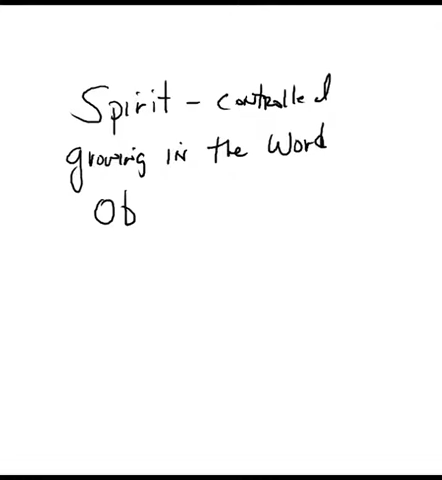 Spirit - controlled
growing in the Word
Ob